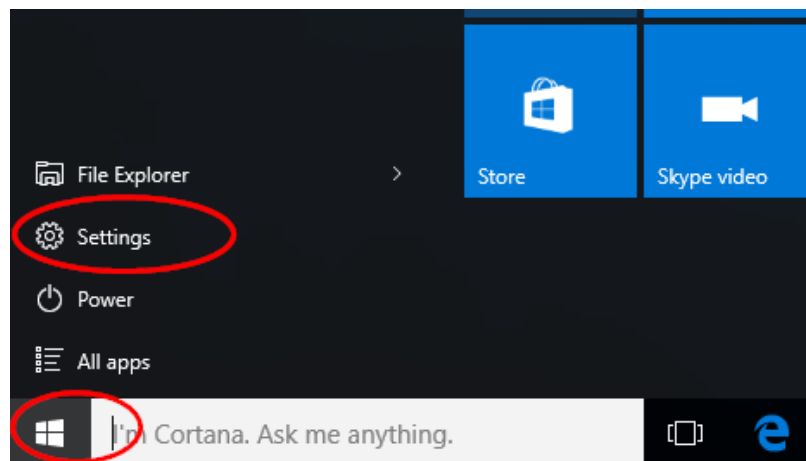 File Explorer
Store
Skype video
Settings
Power
All apps
I'm Cortana. Ask me anything.